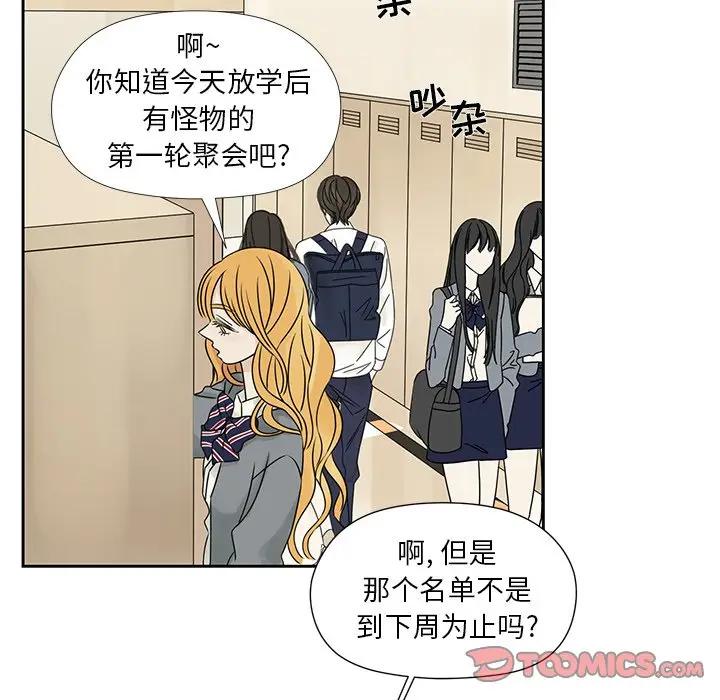 杂
啊~
你知道今天放学后
有怪物的
第一轮聚会吧?
吵杂
啊, 但是
那个名单不是
到下周为止吗?
TOOMICS.COM